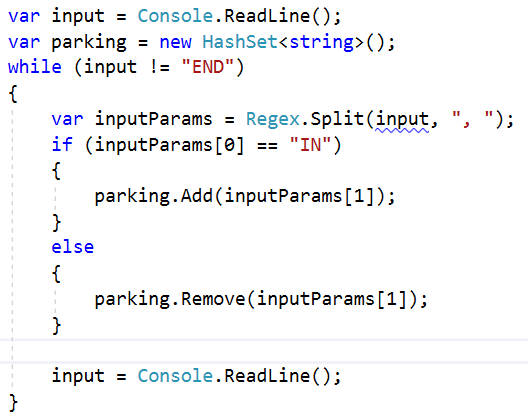 var input = Console.ReadLine();
var parking = new HashSet<string>();
while (input != "END")
{
    var inputParams = Regex.Split(input, ", ");
    if (inputParams[0] == "IN")
    {
        parking.Add(inputParams[1]);
    }
    else
    {
        parking.Remove(inputParams[1]);
    }

    input = Console.ReadLine();
}